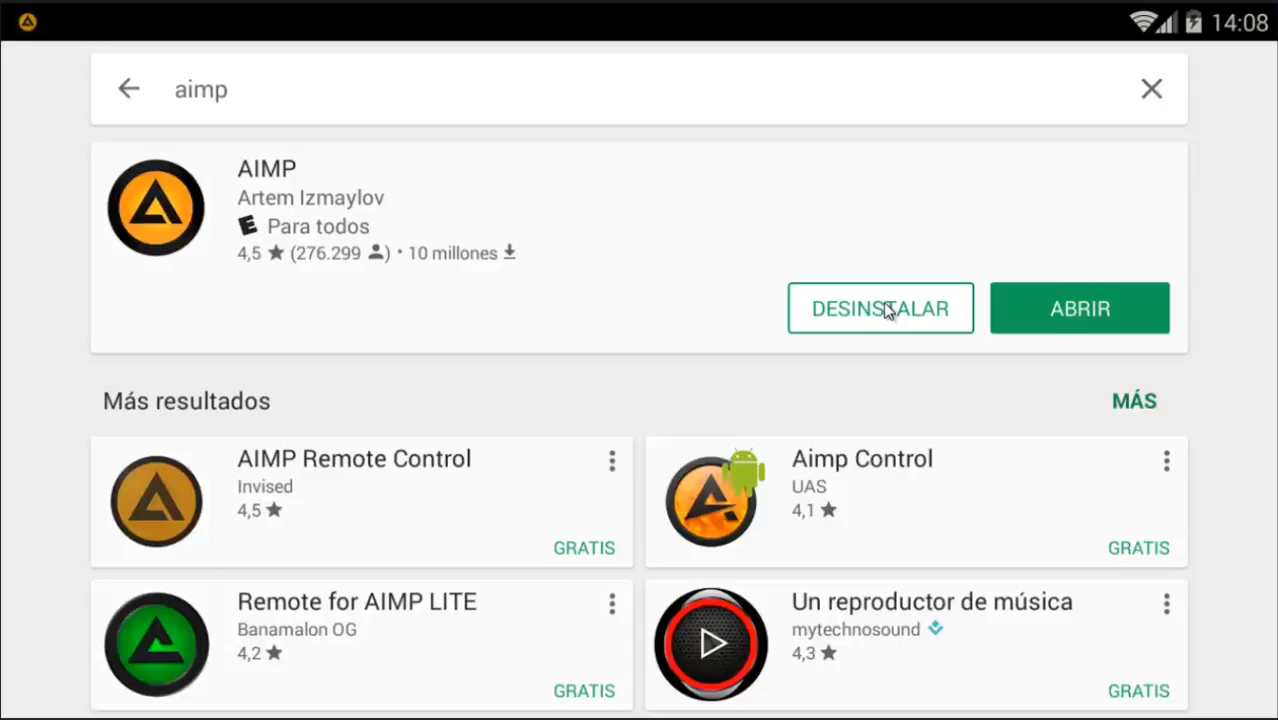 14:08
aimp
AIMP
Artem Izmaylov
E Para todos
4,5 ★ (276.299) • 10 millones
DESINSTALAR
ABRIR
Más resultados
MÁS
AIMP Remote Control
Invised
4,5 ★
GRATIS
Aimp Control
UAS
4,1 ★
GRATIS
Remote for AIMP LITE
Banamalon OG
4,2 ★
GRATIS
Un reproductor de música
mytechnosound
4,3 ★
GRATIS